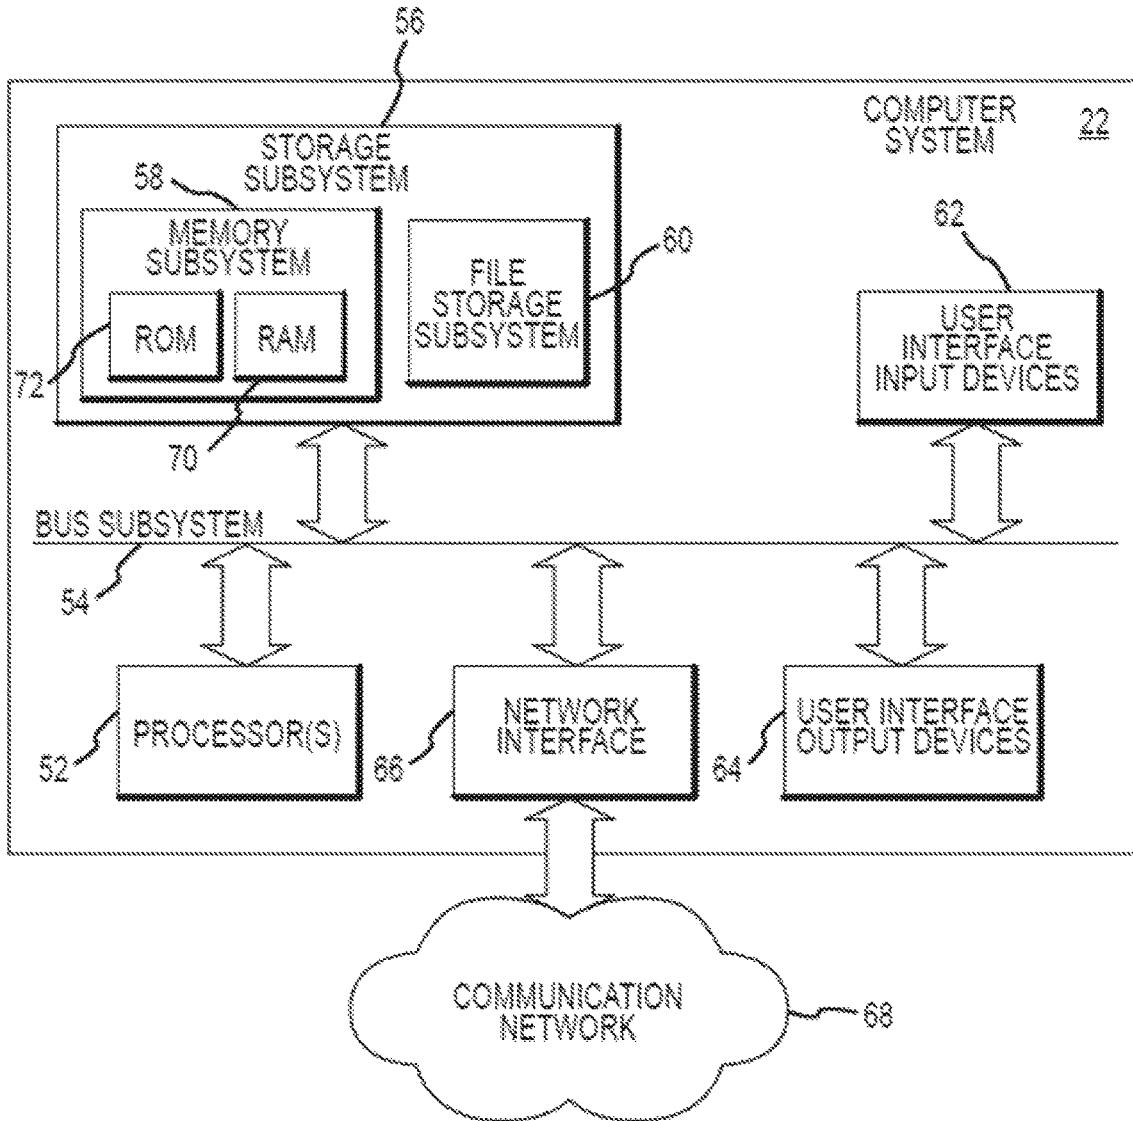 56
COMPUTER
SYSTEM
22
STORAGE
SUBSYSTEM
58
MEMORY
SUBSYSTEM
ROM
RAM
72
70
FILE
STORAGE
SUBSYSTEM
60
62
USER
INTERFACE
INPUT DEVICES
BUS SUBSYSTEM
54
PROCESSOR(S)
52
NETWORK
INTERFACE
66
USER INTERFACE
OUTPUT DEVICES
64
COMMUNICATION
NETWORK
68